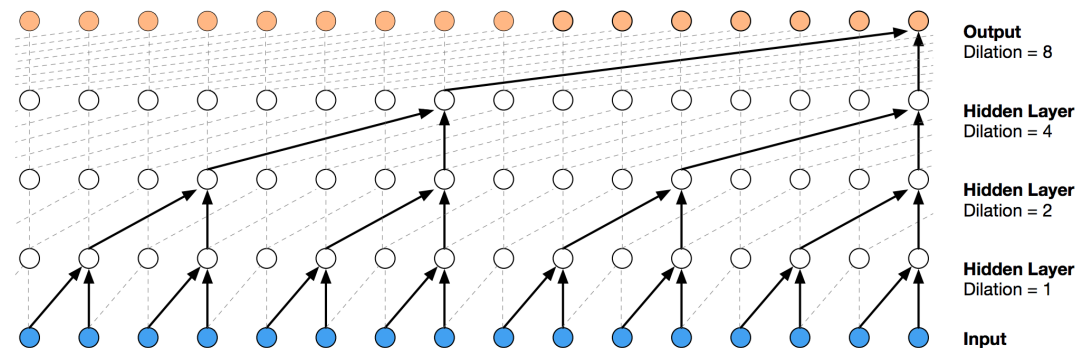 Output
Dilation = 8
Hidden Layer
Dilation = 4
Hidden Layer
Dilation = 2
Hidden Layer
Dilation = 1
Input